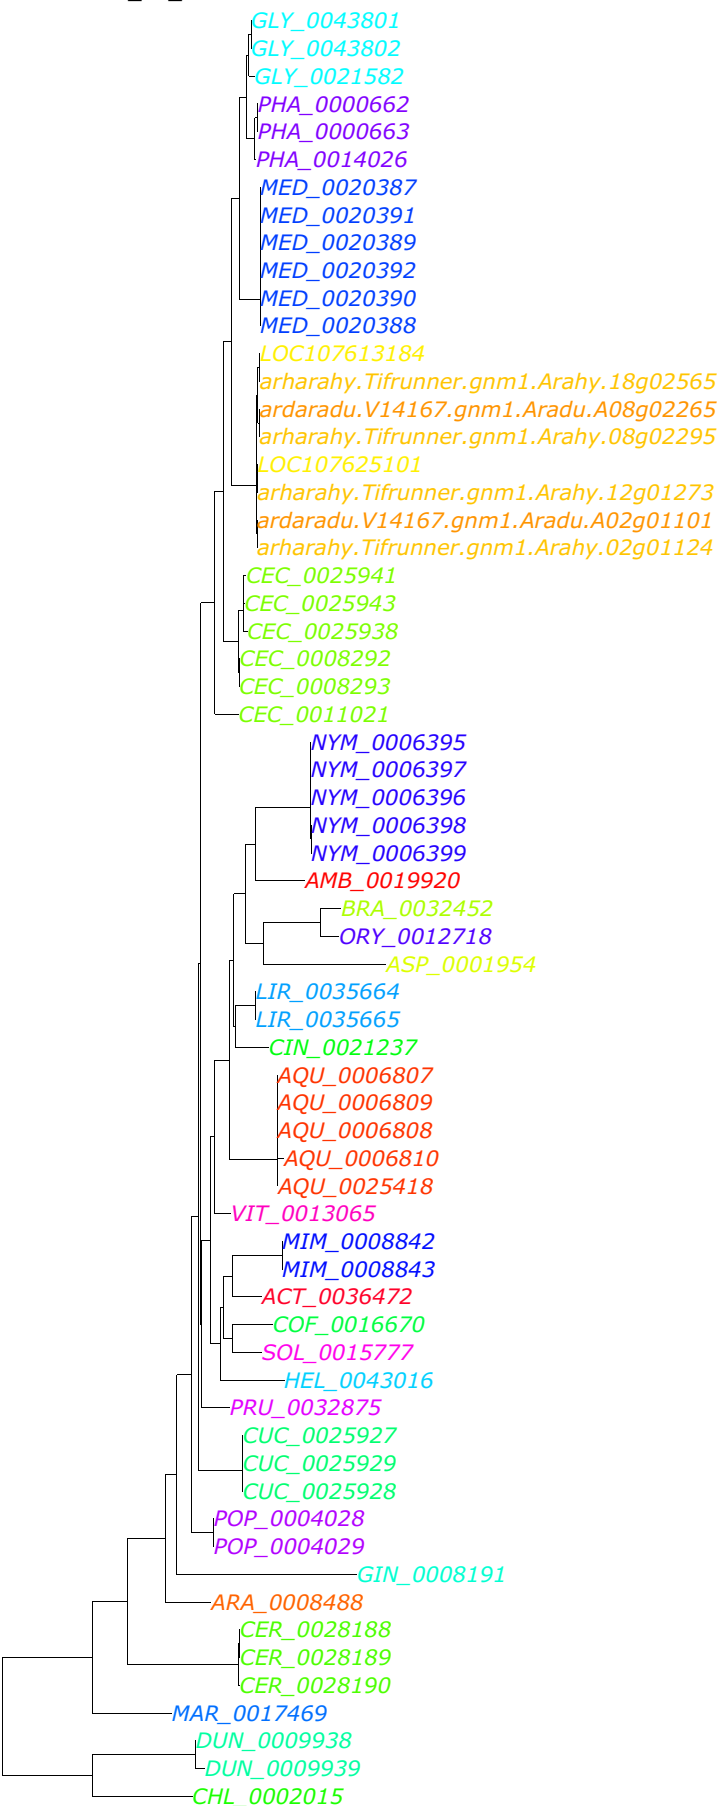 GLY_0043801
GLY_0043802
GLY_0021582
PHA_0000662
PHA_0000663
PHA_0014026
MED_0020387
MED_0020391
MED_0020389
MED_0020392
MED_0020390
MED_0020388
LOC107613184
arharahy.Tifrunner.gnm1.Arahy.18g02565
ardaradu.V14167.gnm1.Aradu.A08g02265
arharahy.Tifrunner.gnm1.Arahy.08g02295
LOC107625101
arharahy.Tifrunner.gnm1.Arahy.12g01273
ardaradu.V14167.gnm1.Aradu.A02g01101
arharahy.Tifrunner.gnm1.Arahy.02g01124
CEC_0025941
CEC_0025943
CEC_0025938
CEC_0008292
CEC_0008293
CEC_0011021
NYM_0006395
NYM_0006397
NYM_0006396
NYM_0006398
NYM_0006399
AMB_0019920
BRA_0032452
ORY_0012718
ASP_0001954
LIR_0035664
LIR_0035665
CIN_0021237
AQU_0006807
AQU_0006809
AQU_0006808
AQU_0006810
AQU_0025418
VIT_0013065
MIM_0008842
MIM_0008843
ACT_0036472
COF_0016670
SOL_0015777
HEL_0043016
PRU_0032875
CUC_0025927
CUC_0025929
CUC_0025928
POP_0004028
POP_0004029
GIN_0008191
ARA_0008488
CER_0028188
CER_0028189
CER_0028190
MAR_0017469
DUN_0009938
DUN_0009939
CHL_0002015